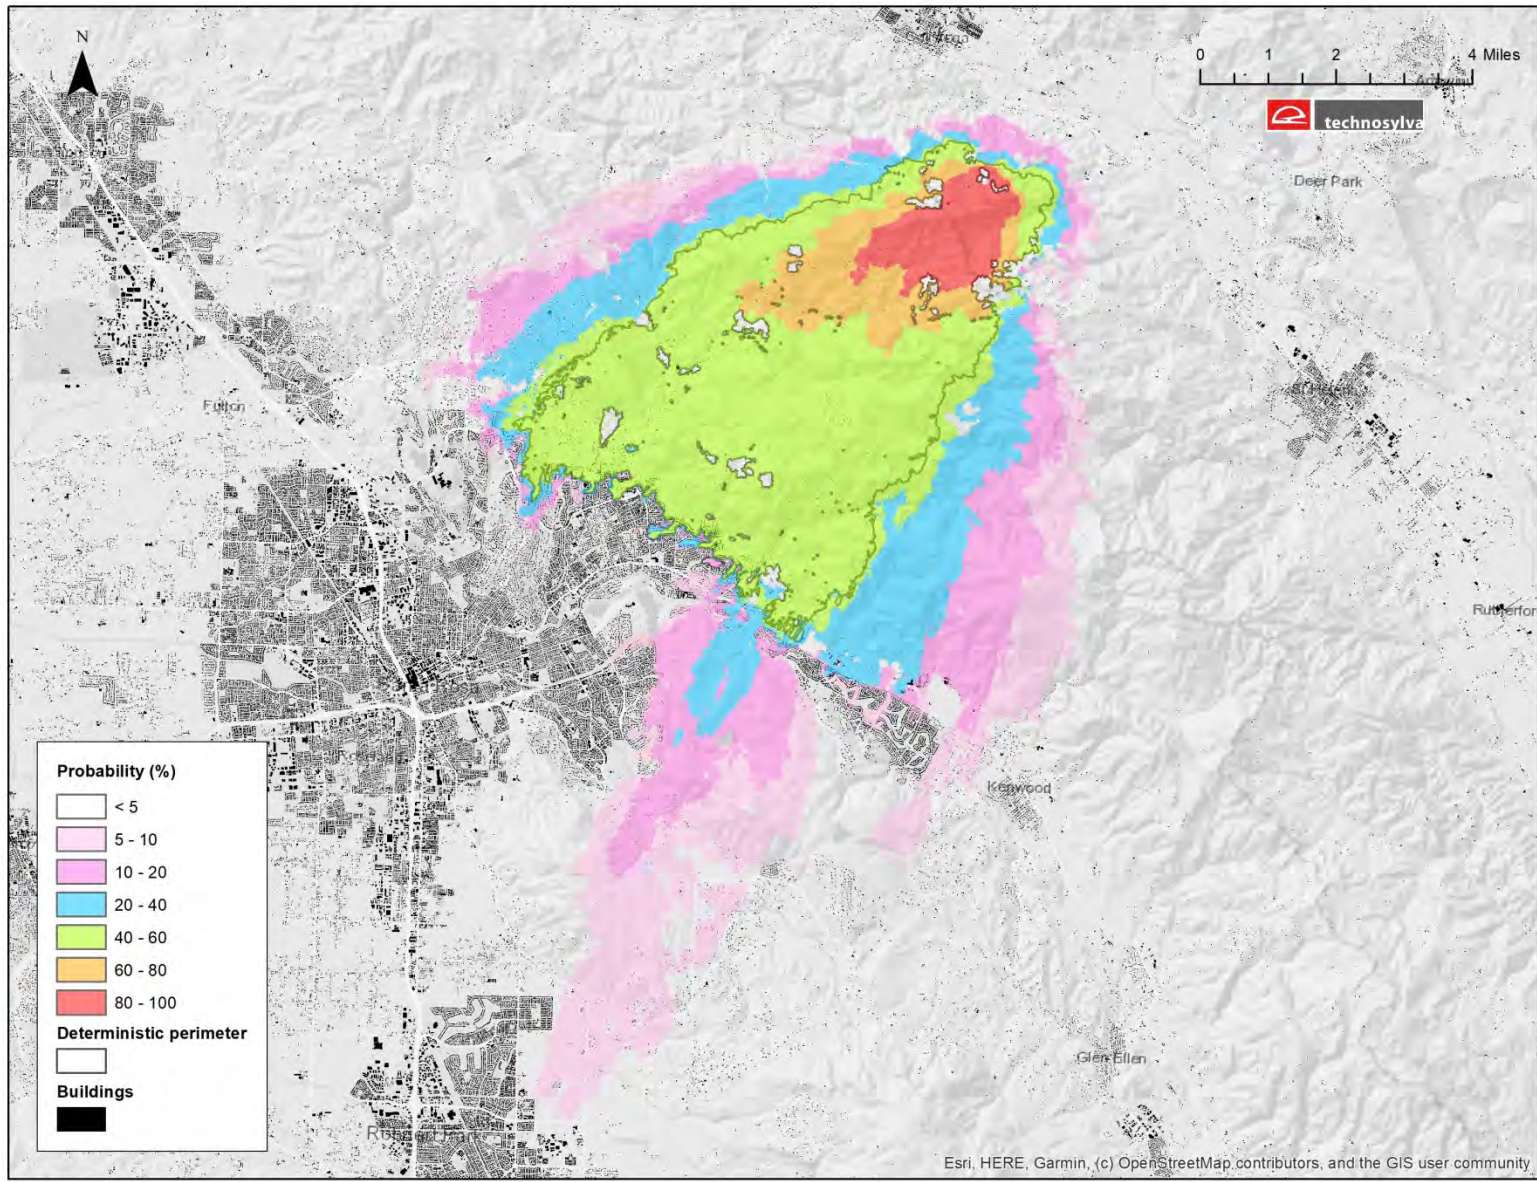 N
0 1 2 4 Miles
technosylva
Deer Park
Fulton
Kenwood
Glen Ellen
Probability (%)
< 5
5 - 10
10 - 20
20 - 40
40 - 60
60 - 80
80 - 100
Deterministic perimeter
Buildings
Esri, HERE, Garmin, (c) OpenStreetMap contributors, and the GIS user community